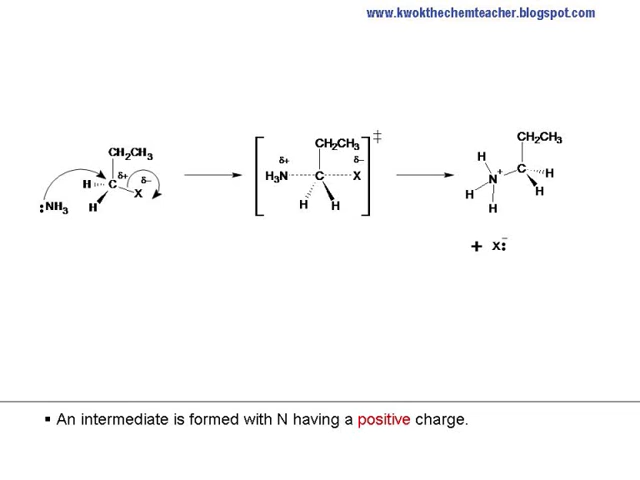 www.kwokthechemteacher.blogspot.com
CH₂CH₃
H C δ+ δ– X
H
:NH₃
CH₂CH₃ ‡
δ+ δ–
H₃N C X
H H
CH₂CH₃
H
N⁺ C H
H H
H
+ X:⁻
▪ An intermediate is formed with N having a positive charge.